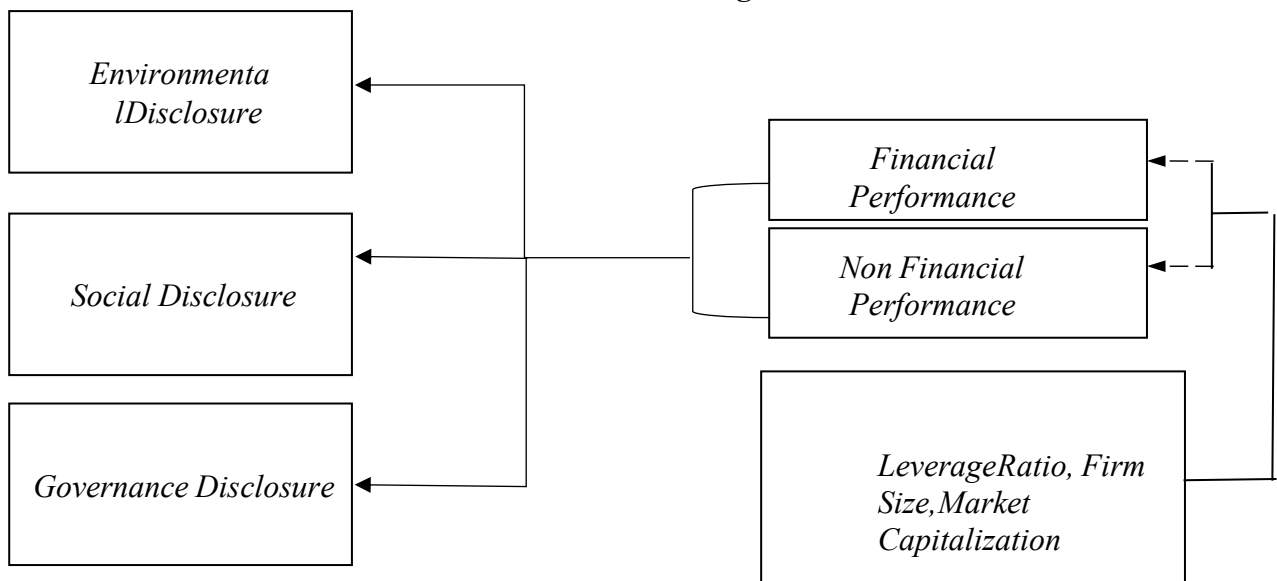 Environmenta
lDisclosure
Financial
Performance
Social Disclosure
Non Financial
Performance
Governance Disclosure
LeverageRatio, Firm
Size,Market
Capitalization